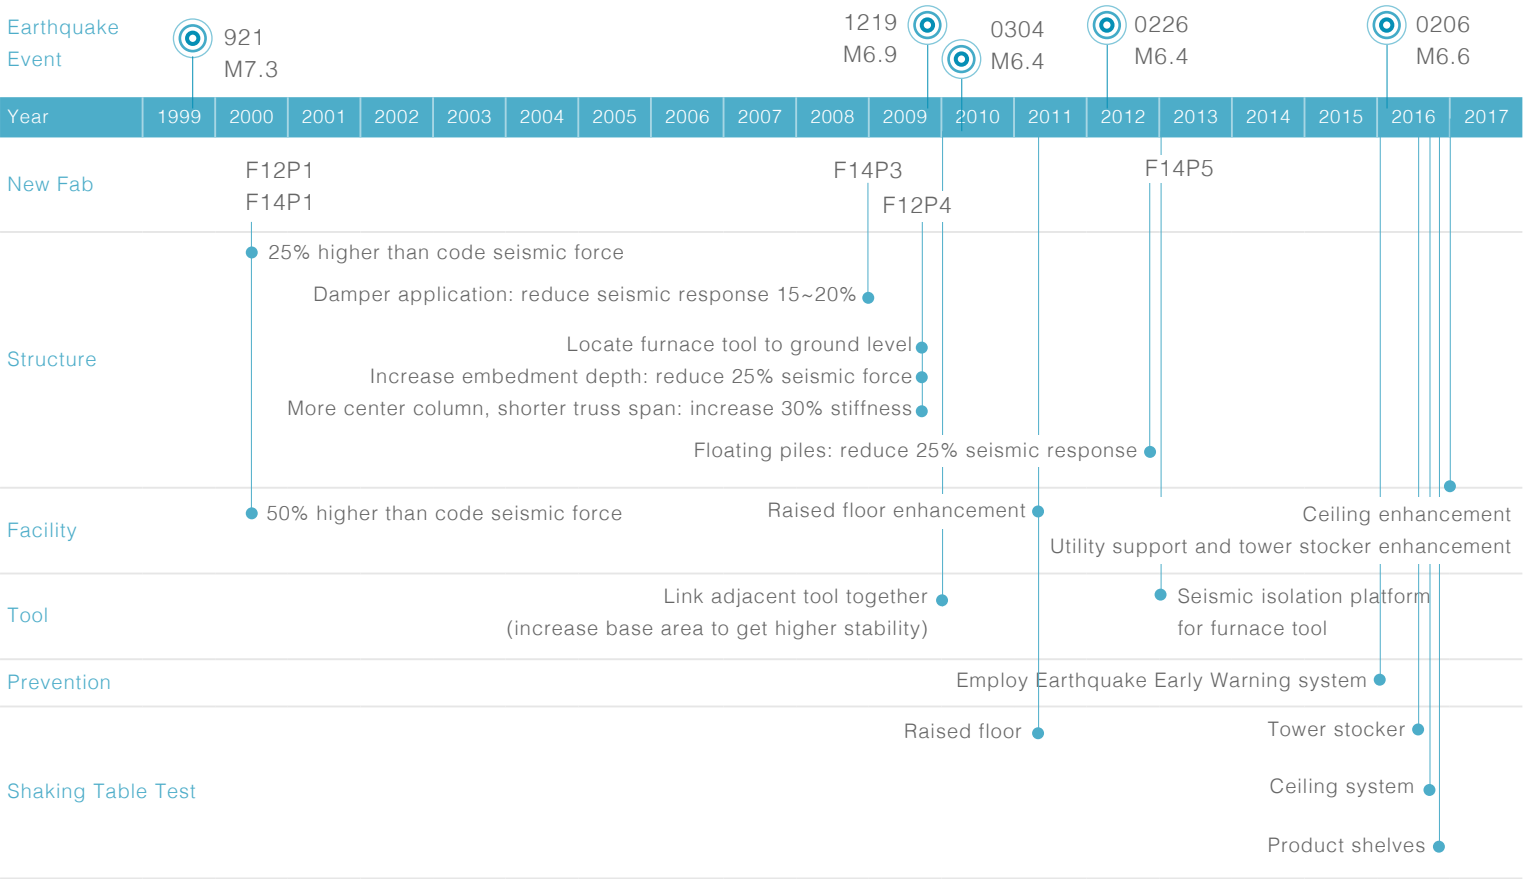 Earthquake
Event
921
M7.3
1219
M6.9
0304
M6.4
0226
M6.4
0206
M6.6
Year 1999 2000 2001 2002 2003 2004 2005 2006 2007 2008 2009 2010 2011 2012 2013 2014 2015 2016 2017
New Fab
F12P1
F14P1
F14P3
F12P4
F14P5
Structure
25% higher than code seismic force
Damper application: reduce seismic response 15~20%
Locate furnace tool to ground level
Increase embedment depth: reduce 25% seismic force
More center column, shorter truss span: increase 30% stiffness
Floating piles: reduce 25% seismic response
Facility
50% higher than code seismic force
Raised floor enhancement
Ceiling enhancement
Utility support and tower stocker enhancement
Tool
Link adjacent tool together
(increase base area to get higher stability)
Seismic isolation platform
for furnace tool
Prevention
Employ Earthquake Early Warning system
Shaking Table Test
Raised floor
Tower stocker
Ceiling system
Product shelves